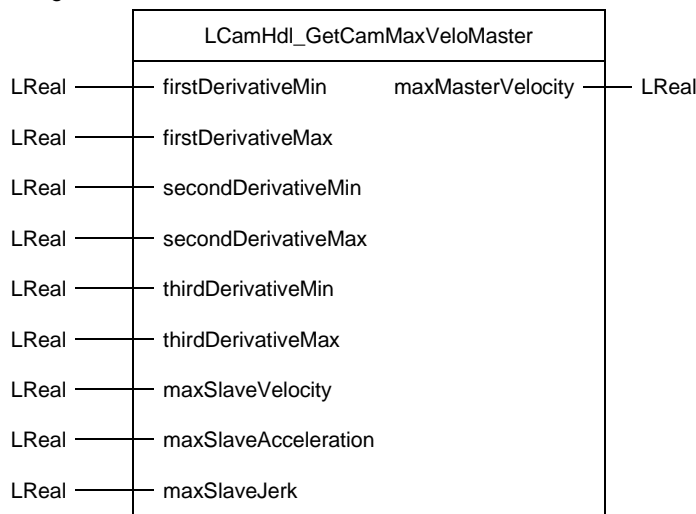 LCamHdl_GetCamMaxVeloMaster
LReal firstDerivativeMin maxMasterVelocity LReal
LReal firstDerivativeMax
LReal secondDerivativeMin
LReal secondDerivativeMax
LReal thirdDerivativeMin
LReal thirdDerivativeMax
LReal maxSlaveVelocity
LReal maxSlaveAcceleration
LReal maxSlaveJerk